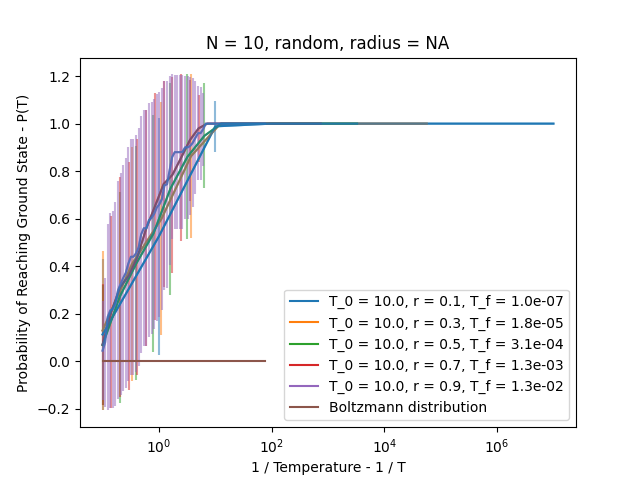 N = 10, random, radius = NA
Probability of Reaching Ground State - P(T)
1.2
1.0
0.8
0.6
0.4
0.2
0.0
−0.2
T_0 = 10.0, r = 0.1, T_f = 1.0e-07
T_0 = 10.0, r = 0.3, T_f = 1.8e-05
T_0 = 10.0, r = 0.5, T_f = 3.1e-04
T_0 = 10.0, r = 0.7, T_f = 1.3e-03
T_0 = 10.0, r = 0.9, T_f = 1.3e-02
Boltzmann distribution
10⁰ 10² 10⁴ 10⁶
1 / Temperature - 1 / T